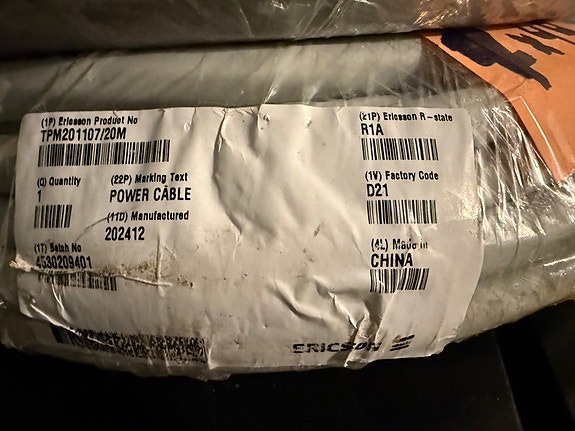 (1P) Ericsson Product No
TPM201107/20M
(21P) Ericsson R-state
R1A
(Q) Quantity
1
(22P) Marking Text
POWER CABLE
(1V) Factory Code
D21
(11D) Manufactured
202412
(1T) Batch No
4530209401
(4L) Made in
CHINA
ERICSSON